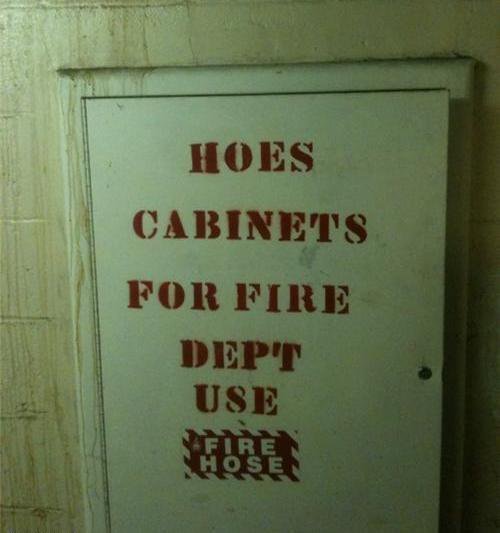 HOES
CABINETS
FOR FIRE
DEPT
USE
FIRE
HOSE